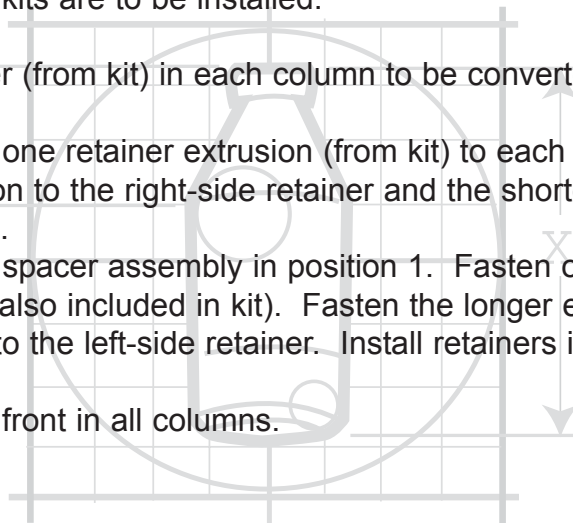 kits are to be installed.
r (from kit) in each column to be convert
one retainer extrusion (from kit) to each
on to the right-side retainer and the short
.
spacer assembly in position 1. Fasten o
also included in kit). Fasten the longer e
to the left-side retainer. Install retainers i
front in all columns.
X